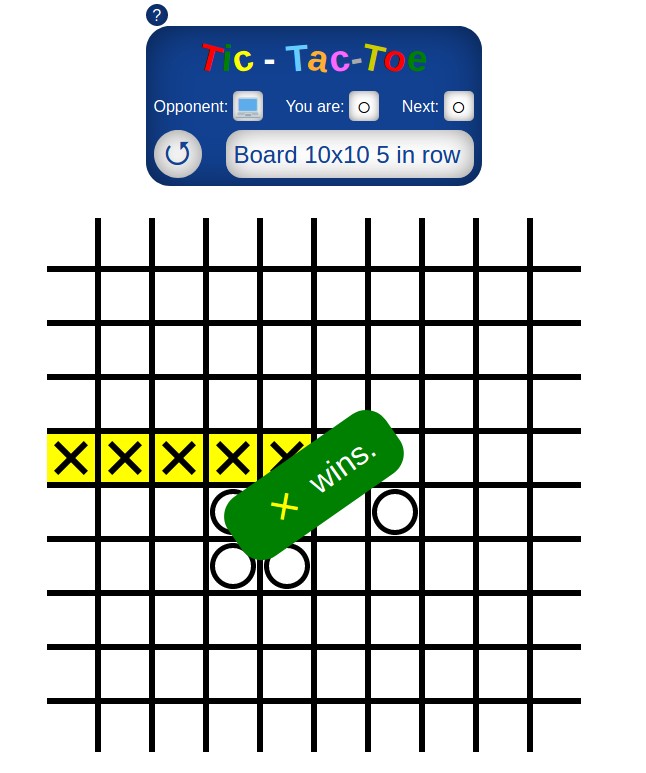 ?
Tic - Tac-Toe
Opponent: You are: o Next: o
↺ Board 10x10 5 in row
× wins.